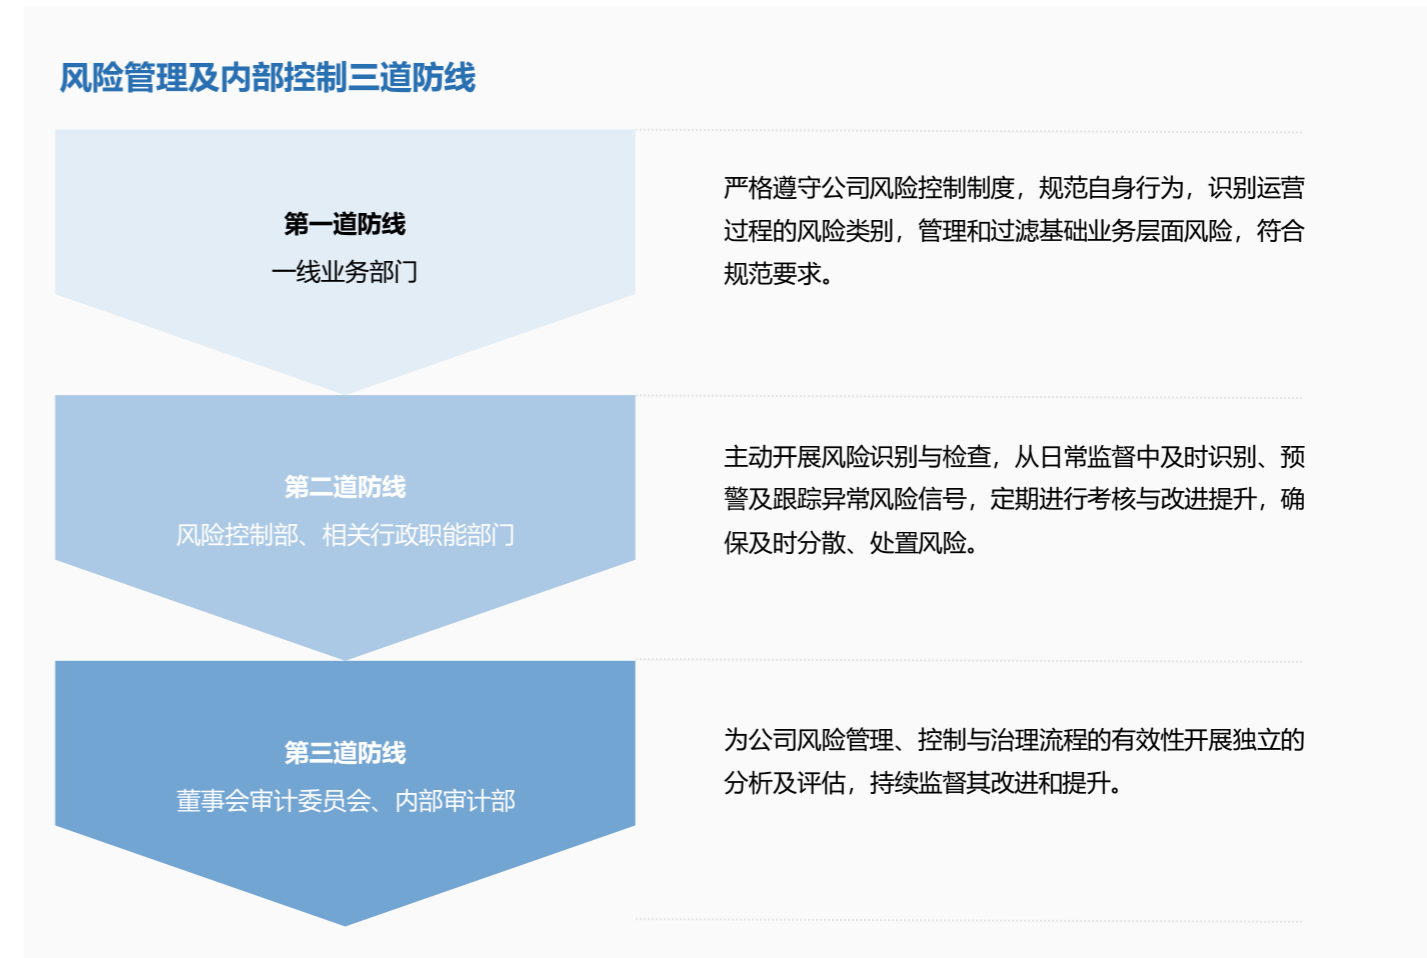 风险管理及内部控制三道防线
第一道防线
一线业务部门
严格遵守公司风险控制制度，规范自身行为，识别运营
过程的风险类别，管理和过滤基础业务层面风险，符合
规范要求。
第二道防线
风险控制部、相关行政职能部门
主动开展风险识别与检查，从日常监督中及时识别、预
警及跟踪异常风险信号，定期进行考核与改进提升，确
保及时分散、处置风险。
第三道防线
董事会审计委员会、内部审计部
为公司风险管理、控制与治理流程的有效性开展独立的
分析及评估，持续监督其改进和提升。